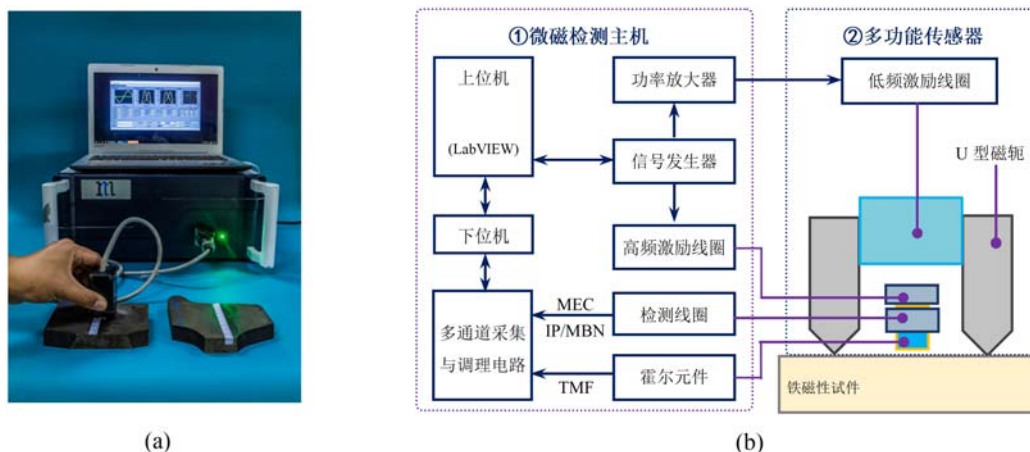 m
①微磁检测主机
②多功能传感器
上位机
(LabVIEW)
功率放大器
低频激励线圈
信号发生器
U 型磁轭
下位机
高频激励线圈
多通道采集
与调理电路
MEC
IP/MBN
检测线圈
TMF
霍尔元件
铁磁性试件
(a)
(b)